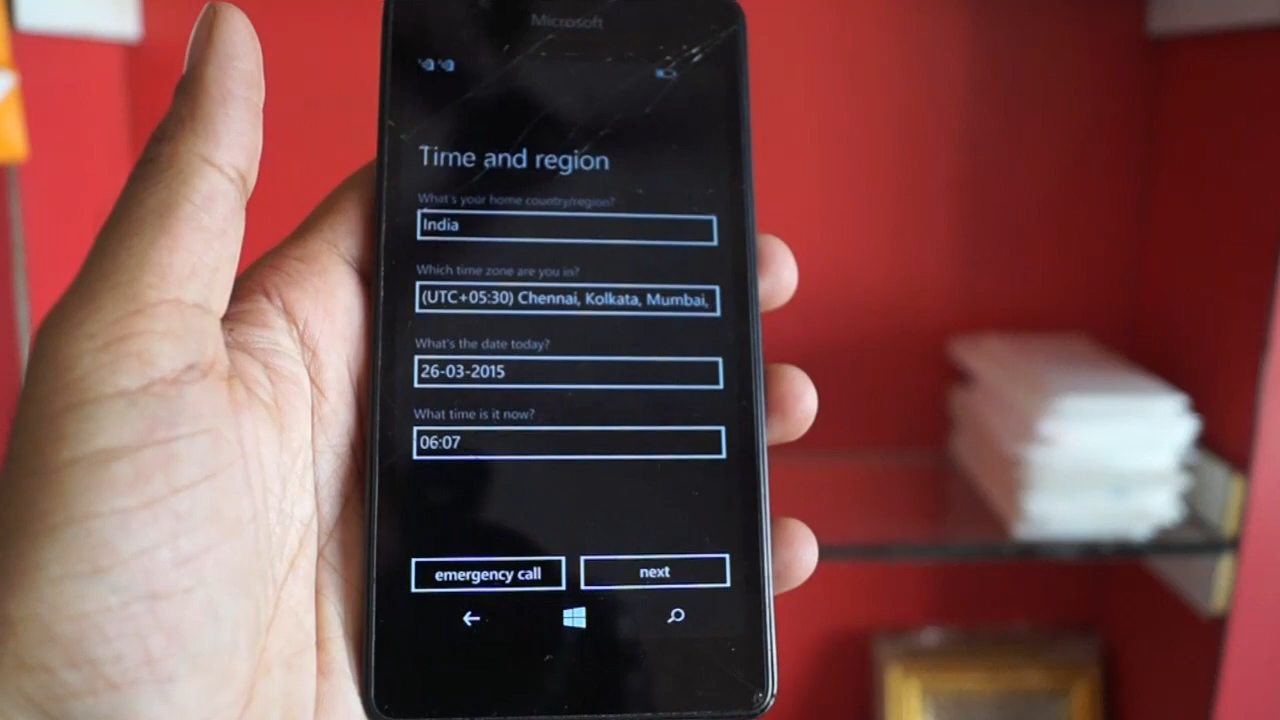 Microsoft
Time and region
What's your home country/region?
India
Which time zone are you in?
(UTC+05:30) Chennai, Kolkata, Mumbai,
What's the date today?
26-03-2015
What time is it now?
06:07
emergency call
next